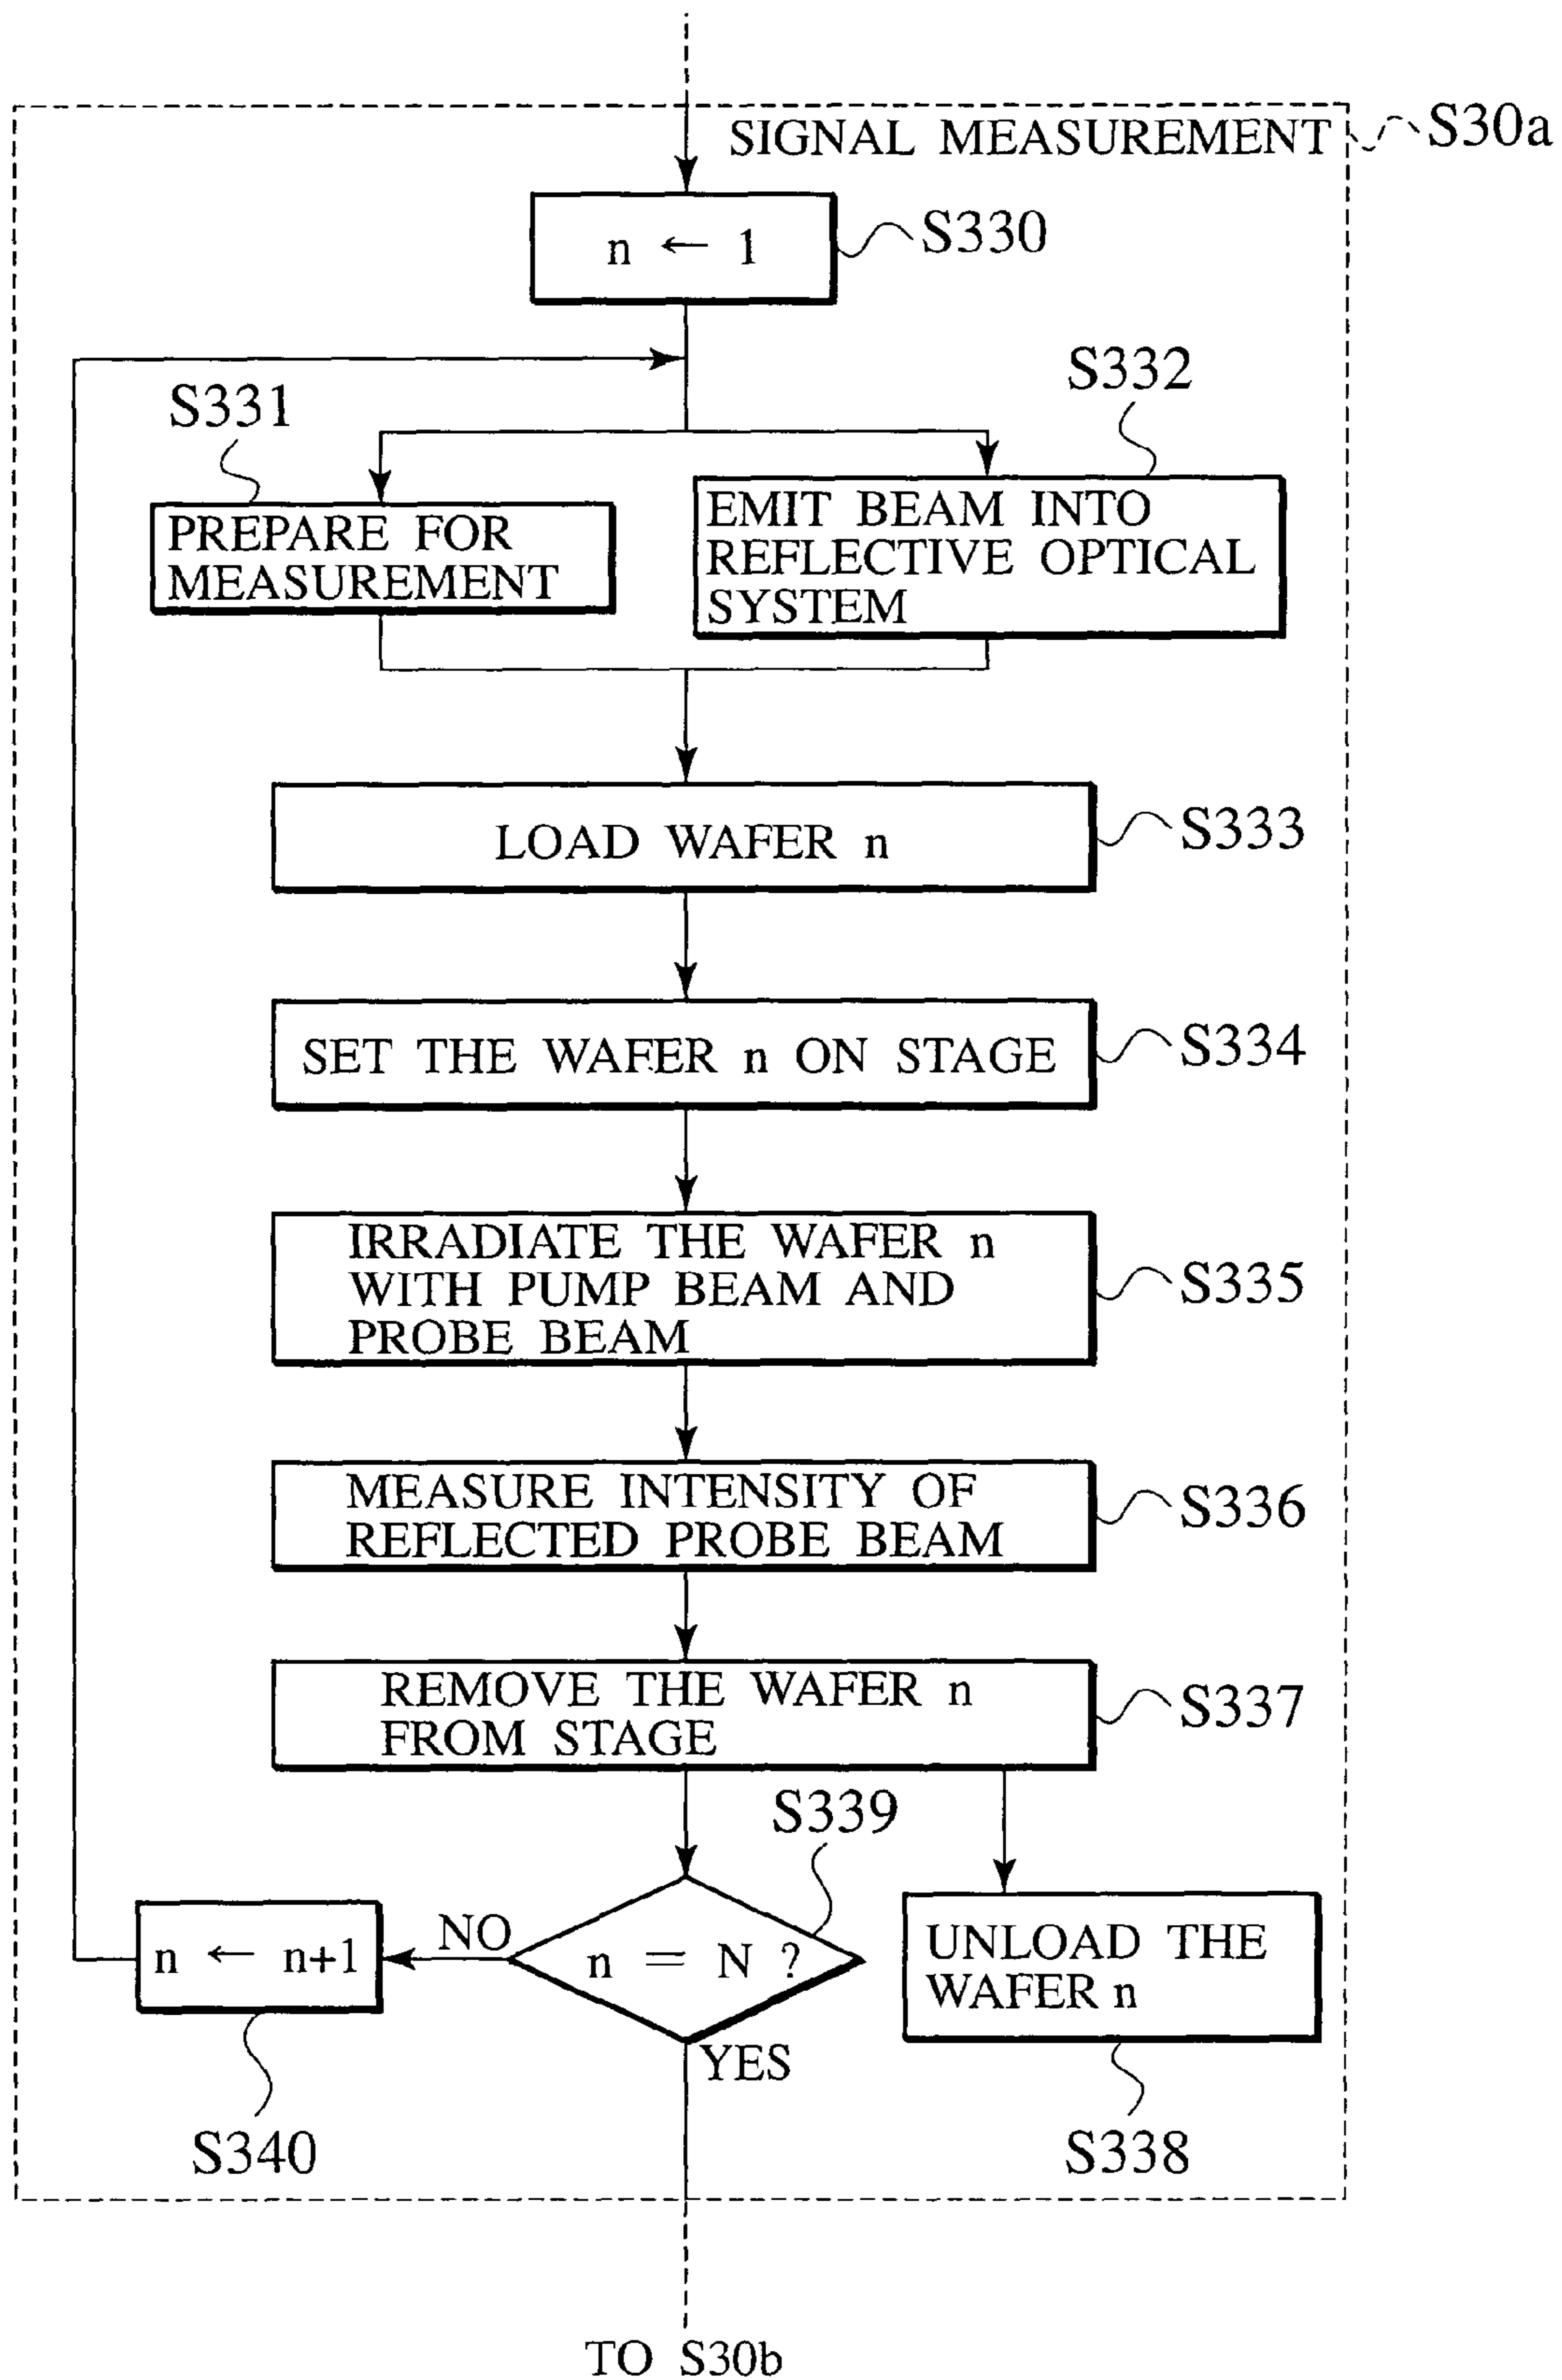 SIGNAL MEASUREMENT
S30a
n ← 1
S330
S331
S332
PREPARE FOR
MEASUREMENT
EMIT BEAM INTO
REFLECTIVE OPTICAL
SYSTEM
LOAD WAFER n
S333
SET THE WAFER n ON STAGE
S334
IRRADIATE THE WAFER n
WITH PUMP BEAM AND
PROBE BEAM
S335
MEASURE INTENSITY OF
REFLECTED PROBE BEAM
S336
REMOVE THE WAFER n
FROM STAGE
S337
S339
n ← n+1
NO
n = N ?
YES
UNLOAD THE
WAFER n
S340
S338
TO S30b